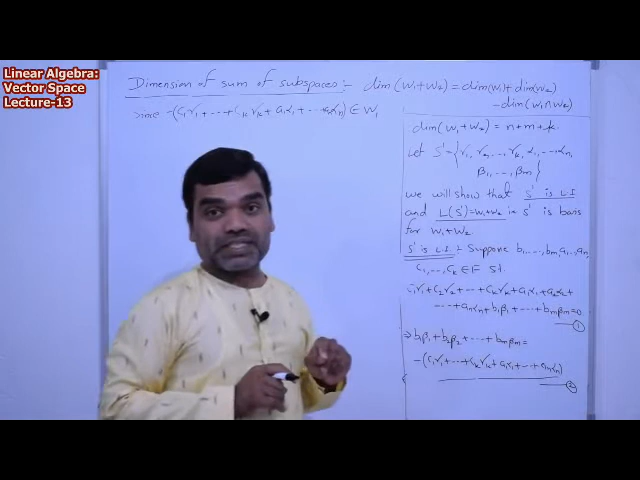 Linear Algebra:
Vector Space
Lecture-13
Dimension of sum of subspaces:- dim(W₁+W₂) = dim(W₁)+dim(W₂)
-dim(W₁∩W₂)
Since -(c₁γ₁+---+cₖγₖ+a₁α₁+---aₙαₙ) ∈ W₁
dim(W₁+W₂) = n+m+k.
Let S' = {γ₁, γ₂, ..., γₖ, α₁, ..., αₙ,
β₁, ..., βₘ}
we will show that S' is L.I
and L(S')=W₁+W₂ i.e S' is basis
for W₁+W₂.
S' is L.I :- Suppose b₁,...,bₘ,a₁,..,aₙ,
c₁,...,cₖ ∈ F s.t.
c₁γ₁+c₂γ₂+---+cₖγₖ+a₁α₁+a₂α₂+
---+aₙαₙ+b₁β₁+---+bₘβₘ=0
①
⇒ b₁β₁+b₂β₂+---+bₘβₘ=
-(c₁γ₁+---+cₖγₖ+a₁α₁+---+aₙαₙ)
②